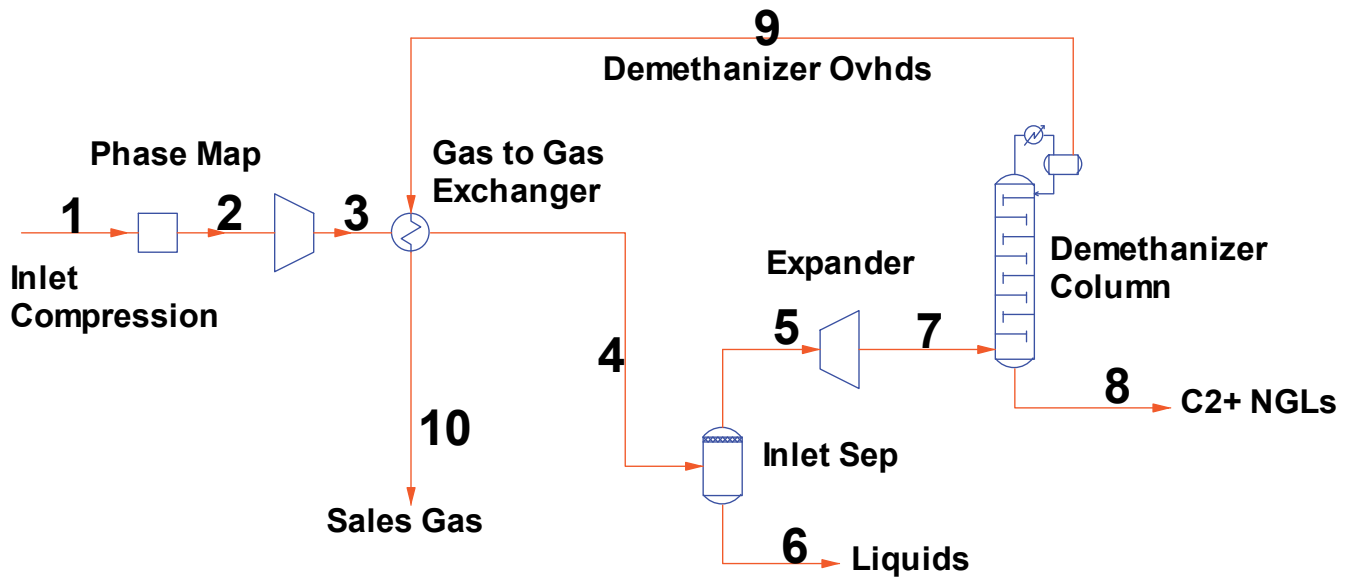 9
Demethanizer Ovhds
Phase Map
Gas to Gas
Exchanger
1
2
3
Inlet
Compression
Demethanizer
Column
Expander
5
7
4
8
C2+ NGLs
10
Inlet Sep
Sales Gas
6
Liquids